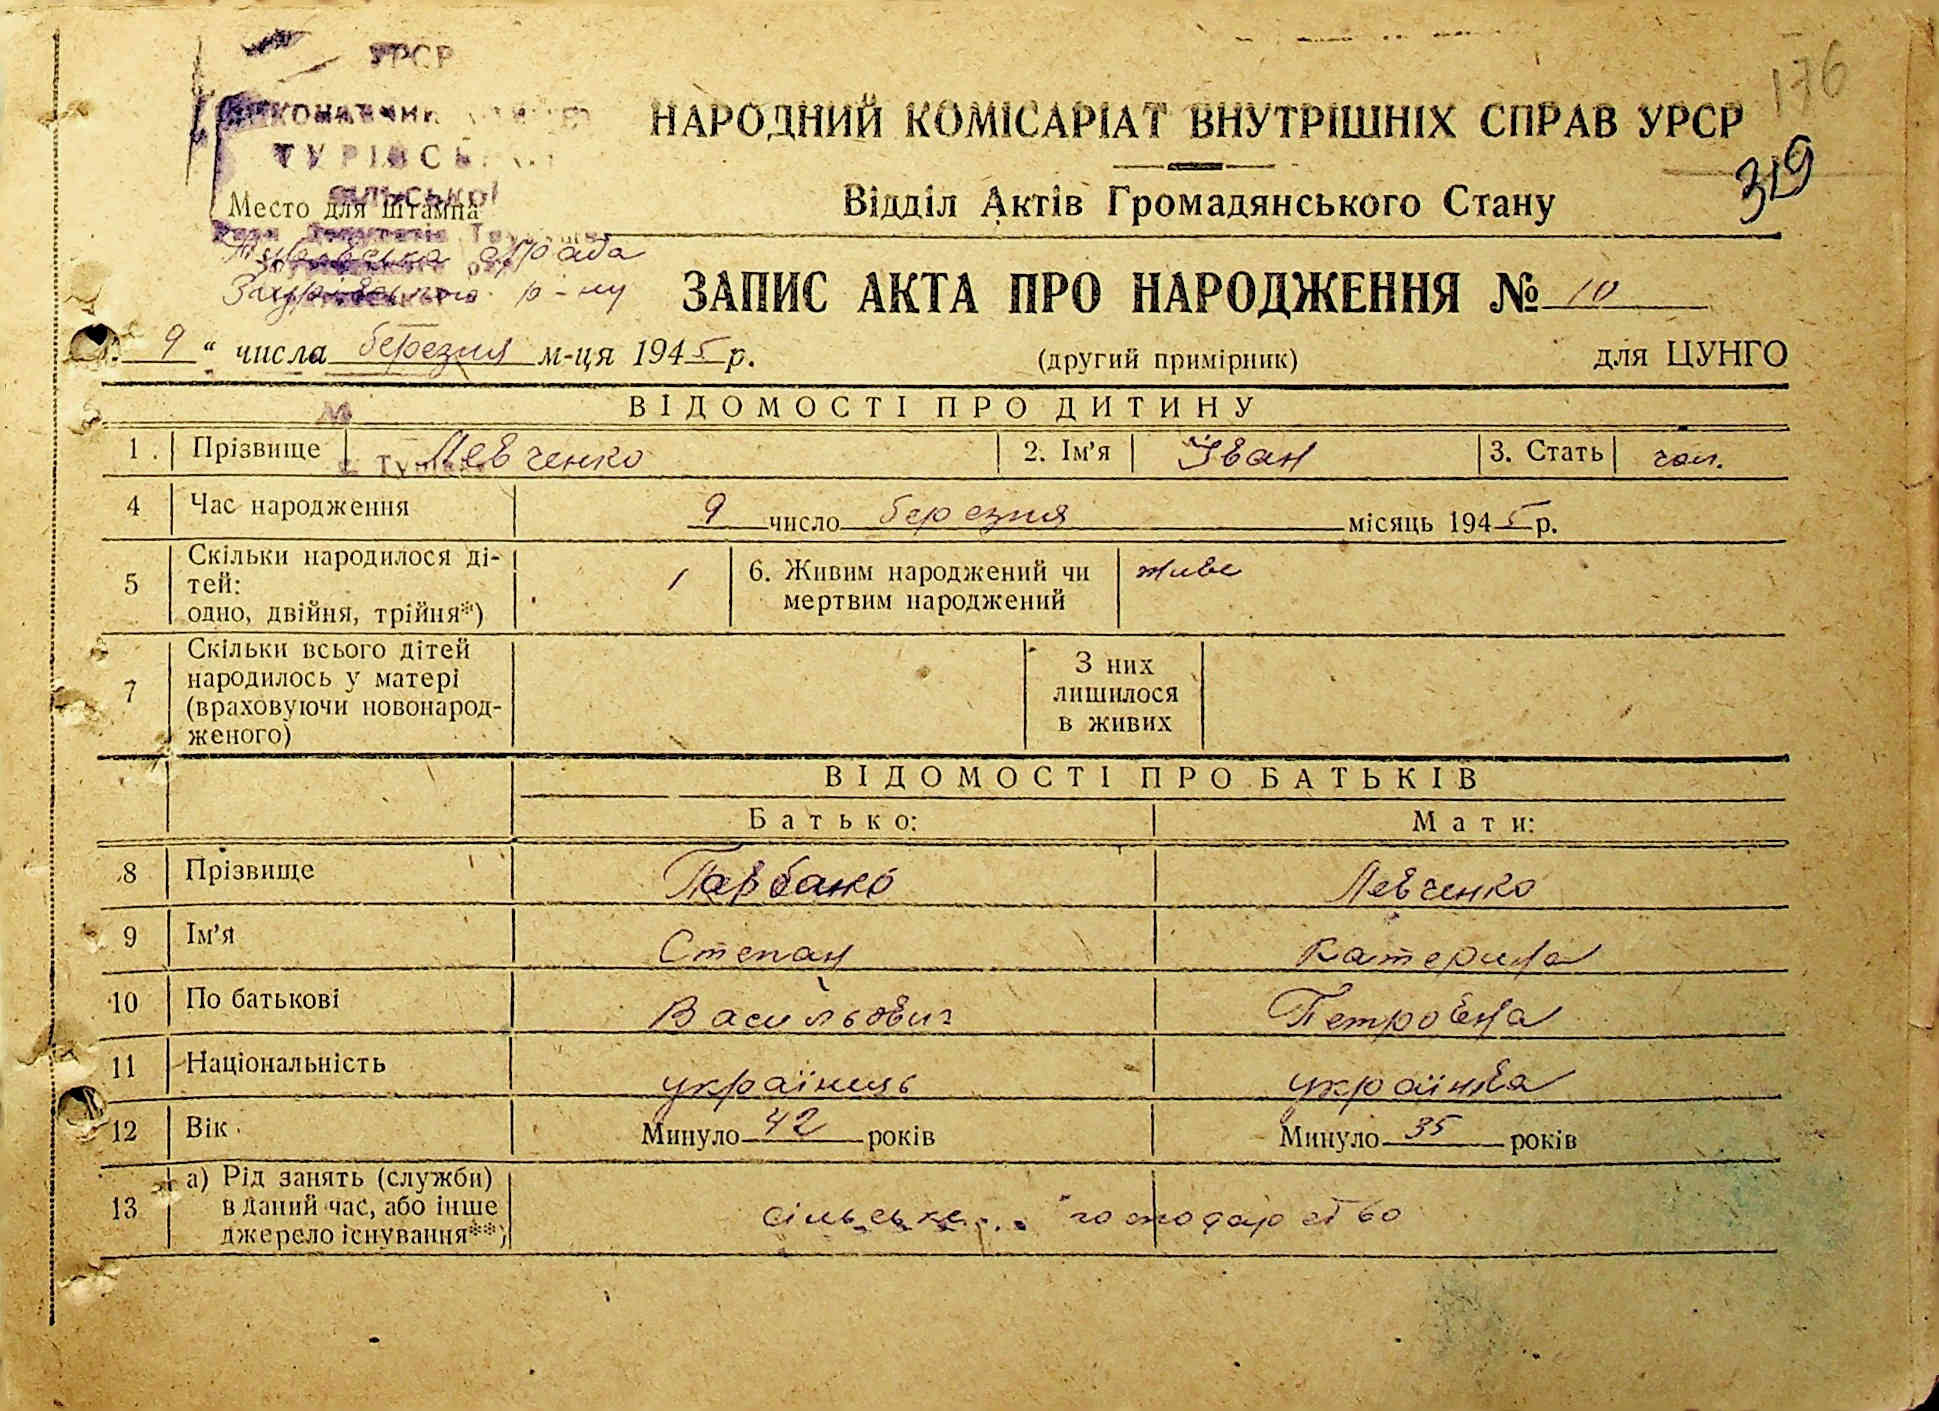 УРСР
176
НАРОДНИЙ КОМІСАРІАТ ВНУТРІШНІХ СПРАВ УРСР
319
ТУРІВСЬ
СІЛЬСЬКОЇ
Место для штампа
Відділ Актів Громадянського Стану
с/рада
Згурівського р-ну
ЗАПИС АКТА ПРО НАРОДЖЕННЯ № 10
„ 9 “ числа березня м-ця 1945 р.
(другий примірник)
для ЦУНГО
ВІДОМОСТІ ПРО ДИТИНУ
1. Прізвище Левченко 2. Ім'я Іван 3. Стать чол.
4 Час народження 9 число березня місяць 1945 р.
5 Скільки народилося ді-
тей:
одно, двійня, трійня*) 1
6. Живим народжений чи
мертвим народжений живе
7 Скільки всього дітей
народилось у матері
(враховуючи новонарод-
женого)
З них
лишилося
в живих
ВІДОМОСТІ ПРО БАТЬКІВ
Батько: Мати:
8 Прізвище Левченко
9 Ім'я Степан Катерина
10 По батькові Васильович Петровна
11 Національність українець українка
12 Вік Минуло 42 років Минуло 35 років
13 а) Рід занять (служби)
в даний час, або інше
джерело існування**)
сільське господарство